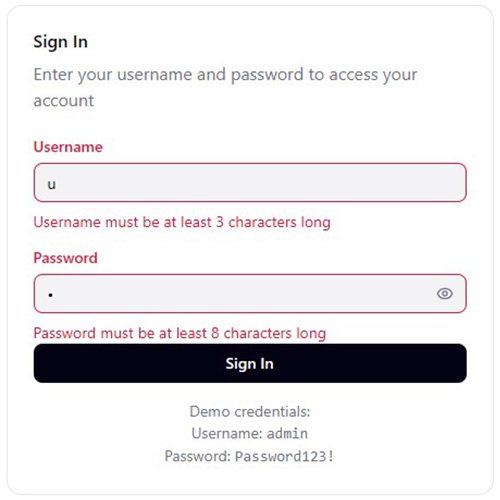 Sign In
Enter your username and password to access your
account
Username
u
Username must be at least 3 characters long
Password
•
Password must be at least 8 characters long
Sign In
Demo credentials:
Username: admin
Password: Password123!